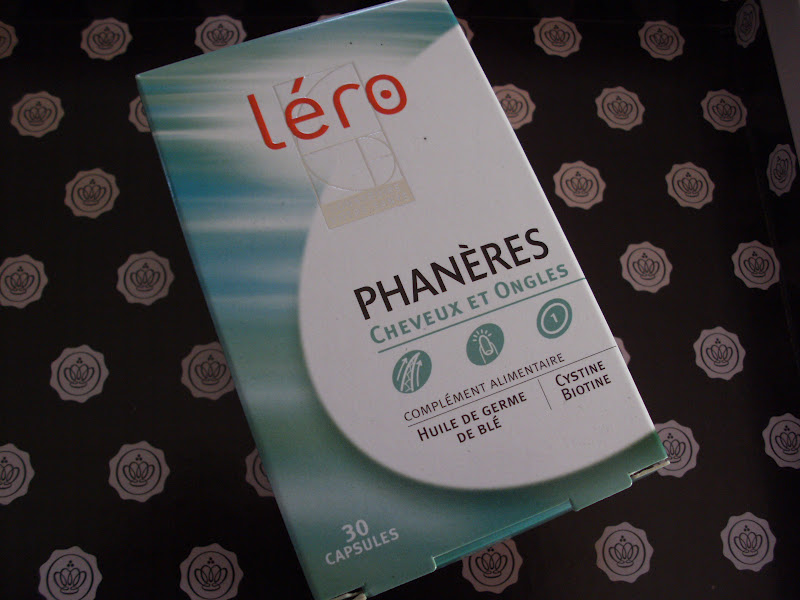 léro
PHANÈRES
CHEVEUX ET ONGLES
1
COMPLÉMENT ALIMENTAIRE
HUILE DE GERME
DE BLÉ
CYSTINE
BIOTINE
30
CAPSULES